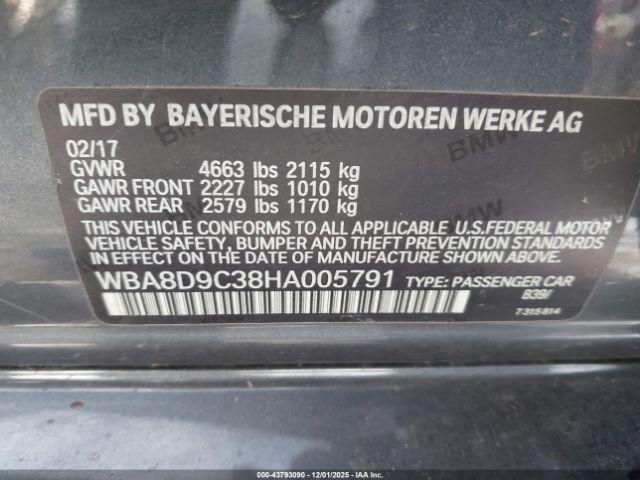 MFD BY BAYERISCHE MOTOREN WERKE AG
02/17
GVWR 4663 lbs 2115 kg
GAWR FRONT 2227 lbs 1010 kg
GAWR REAR 2579 lbs 1170 kg
THIS VEHICLE CONFORMS TO ALL APPLICABLE U.S.FEDERAL MOTOR
VEHICLE SAFETY, BUMPER AND THEFT PREVENTION STANDARDS
IN EFFECT ON THE DATE OF MANUFACTURE SHOWN ABOVE.
WBA8D9C38HA005791 TYPE: PASSENGER CAR
B39/
7315814
BMW
BMW
000-43793090 - 12/01/2025 - IAA Inc.